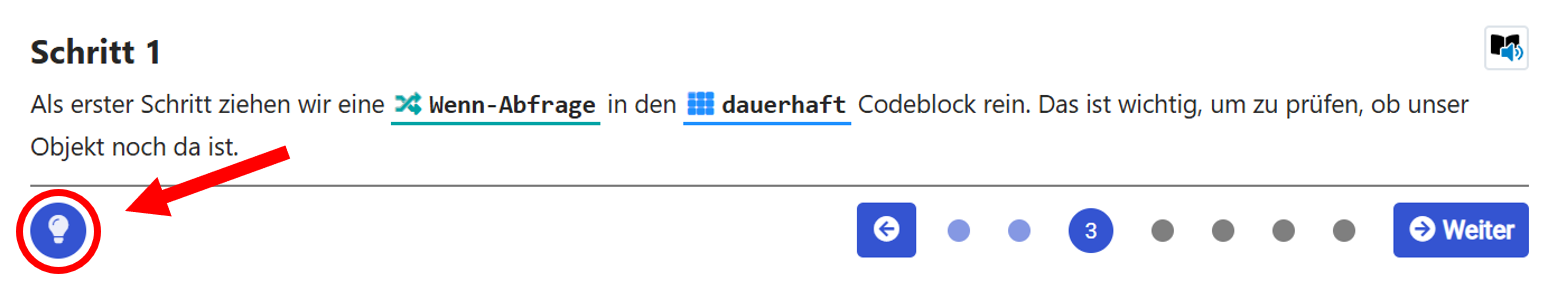 Schritt 1
Als erster Schritt ziehen wir eine Wenn-Abfrage in den dauerhaft Codeblock rein. Das ist wichtig, um zu prüfen, ob unser
Objekt noch da ist.
3 Weiter